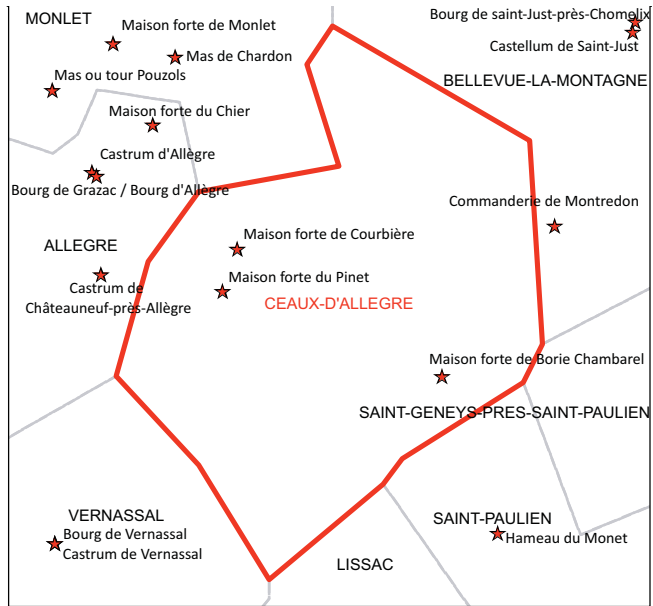 MONLET
Maison forte de Monlet
Bourg de saint-Just-près-Chomelix
Mas de Chardon
Castellum de Saint-Just
Mas ou tour Pouzols
BELLEVUE-LA-MONTAGNE
Maison forte du Chier
Castrum d'Allègre
Bourg de Grazac / Bourg d'Allègre
Commanderie de Montredon
ALLEGRE
Maison forte de Courbière
Castrum de
Châteauneuf-près-Allègre
Maison forte du Pinet
CEAUX-D'ALLEGRE
Maison forte de Borie Chambarel
SAINT-GENEYS-PRES-SAINT-PAULIEN
VERNASSAL
Bourg de Vernassal
Castrum de Vernassal
SAINT-PAULIEN
Hameau du Monet
LISSAC